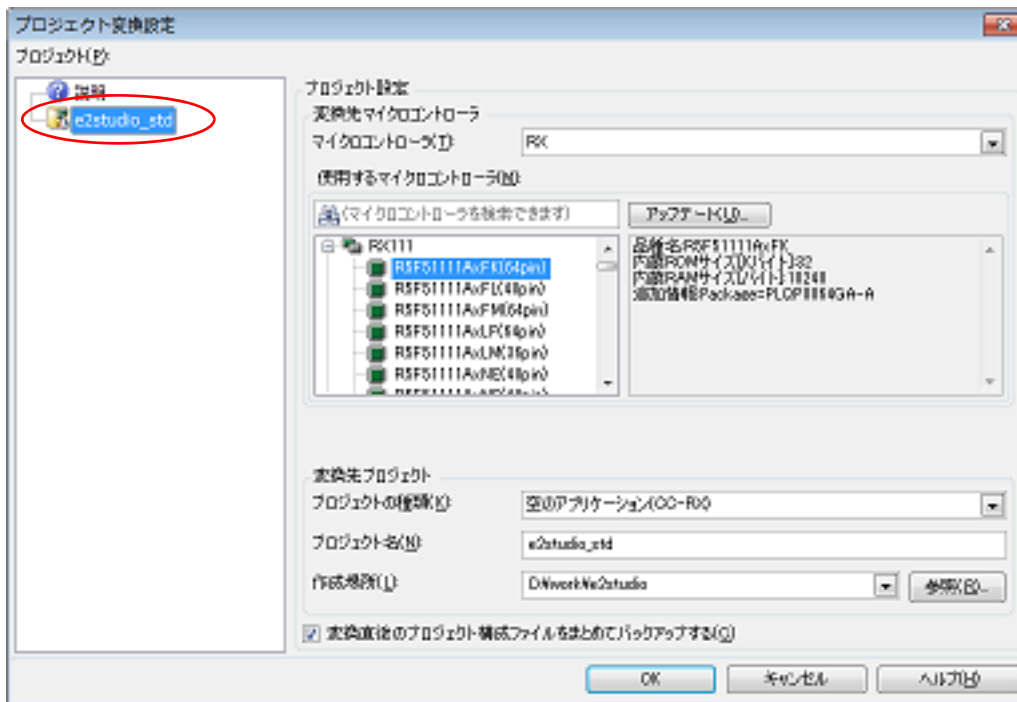 プロジェクト変換設定
プロジェクト(P):
説明
e2studio_std
プロジェクト設定
変換先マイクロコントローラ
マイクロコントローラ(T):
RX
使用するマイクロコントローラ(M):
(マイクロコントローラを検索できます)
アップデート(U)...
RX111
R5F51111AxFK(64pin)
R5F51111AxFL(48pin)
R5F51111AxFM(64pin)
R5F51111AxLF(64pin)
R5F51111AxLM(36pin)
R5F51111AxNE(48pin)
品種名:R5F51111AxFK
内蔵ROMサイズ[Kバイト]:32
内蔵RAMサイズ[バイト]:10240
追加情報:Package=PLQP0064GA-A
変換先プロジェクト
プロジェクトの種類(K):
空のアプリケーション(CC-RX)
プロジェクト名(N):
e2studio_std
作成場所(L):
D:¥work¥e2studio
参照(R)...
変換直後のプロジェクト構成ファイルをまとめてバックアップする(C)
OK
キャンセル
ヘルプ(H)